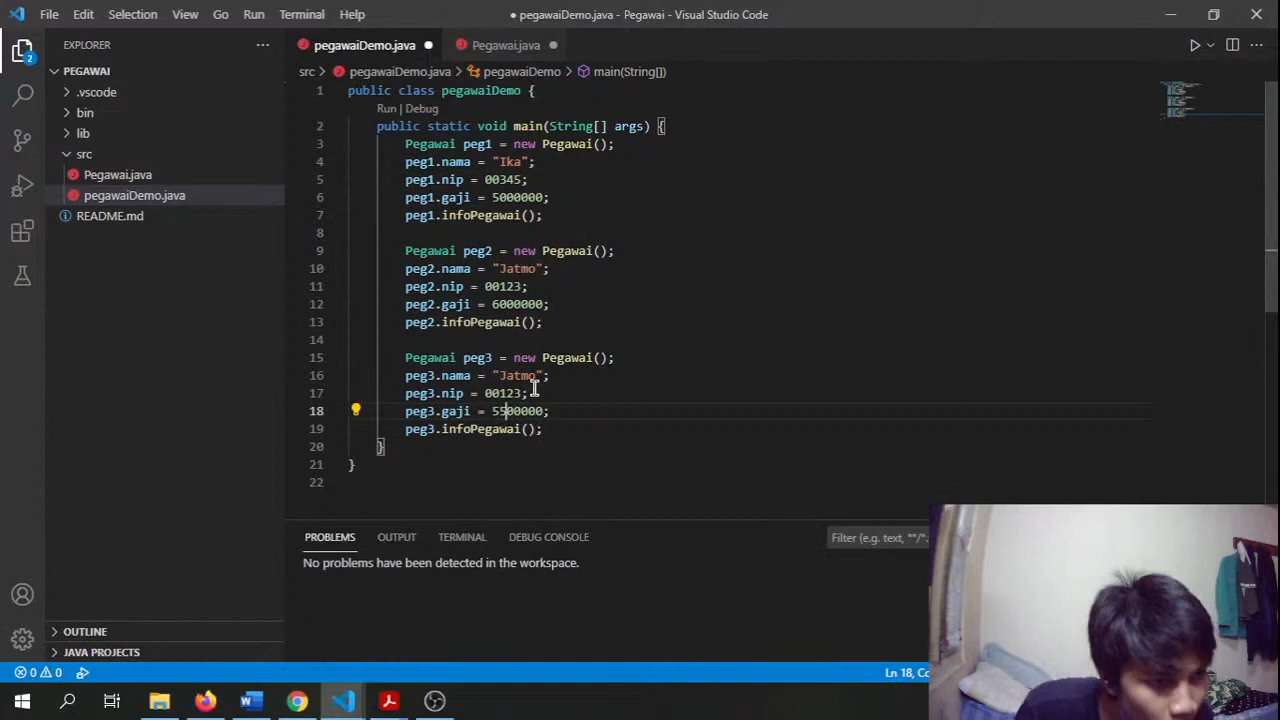 File Edit Selection View Go Run Terminal Help
● pegawaiDemo.java - Pegawai - Visual Studio Code
EXPLORER
2
PEGAWAI
.vscode
bin
lib
src
Pegawai.java
pegawaiDemo.java
README.md
OUTLINE
JAVA PROJECTS
pegawaiDemo.java ● Pegawai.java ●
src > pegawaiDemo.java > pegawaiDemo > main(String[])
1 public class pegawaiDemo {
Run | Debug
2 public static void main(String[] args) {
3 Pegawai peg1 = new Pegawai();
4 peg1.nama = "Ika";
5 peg1.nip = 00345;
6 peg1.gaji = 5000000;
7 peg1.infoPegawai();
8
9 Pegawai peg2 = new Pegawai();
10 peg2.nama = "Jatmo";
11 peg2.nip = 00123;
12 peg2.gaji = 6000000;
13 peg2.infoPegawai();
14
15 Pegawai peg3 = new Pegawai();
16 peg3.nama = "Jatmo";
17 peg3.nip = 00123;
18 peg3.gaji = 5500000;
19 peg3.infoPegawai();
20 }
21 }
22
PROBLEMS OUTPUT TERMINAL DEBUG CONSOLE
Filter (e.g. text, **/*.
No problems have been detected in the workspace.
0 0
Ln 18, Co